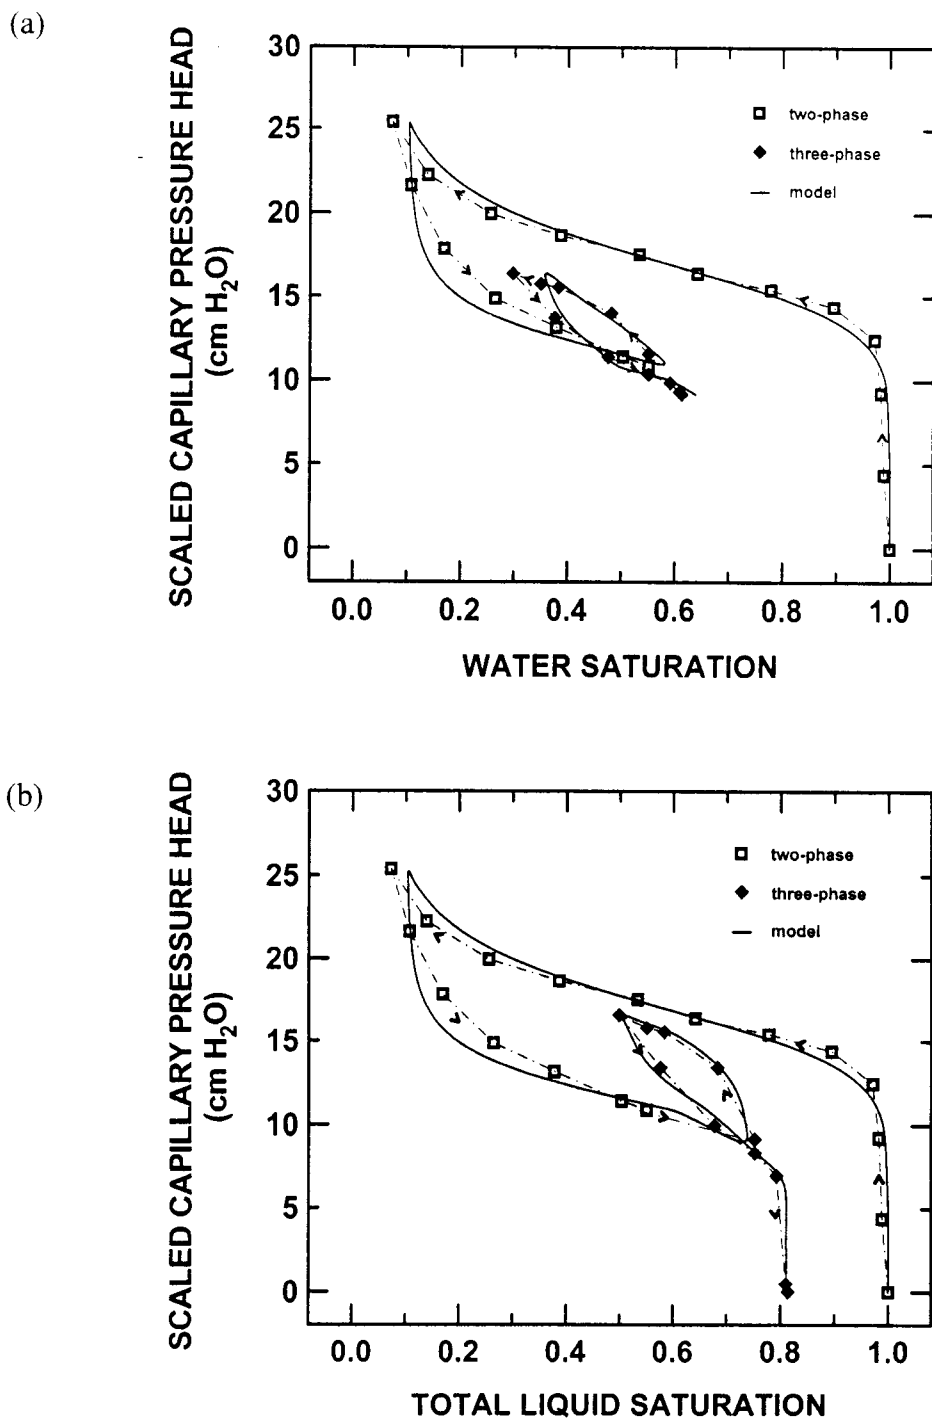 (a)
SCALED CAPILLARY PRESSURE HEAD
(cm H₂O)
30
25
20
15
10
5
0
two-phase
three-phase
model
0.0 0.2 0.4 0.6 0.8 1.0
WATER SATURATION
(b)
SCALED CAPILLARY PRESSURE HEAD
(cm H₂O)
30
25
20
15
10
5
0
two-phase
three-phase
model
0.0 0.2 0.4 0.6 0.8 1.0
TOTAL LIQUID SATURATION